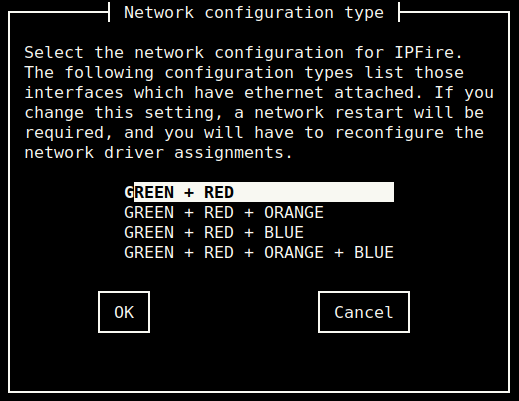 Network configuration type
Select the network configuration for IPFire.
The following configuration types list those
interfaces which have ethernet attached. If you
change this setting, a network restart will be
required, and you will have to reconfigure the
network driver assignments.
GREEN + RED
GREEN + RED + ORANGE
GREEN + RED + BLUE
GREEN + RED + ORANGE + BLUE
OK Cancel